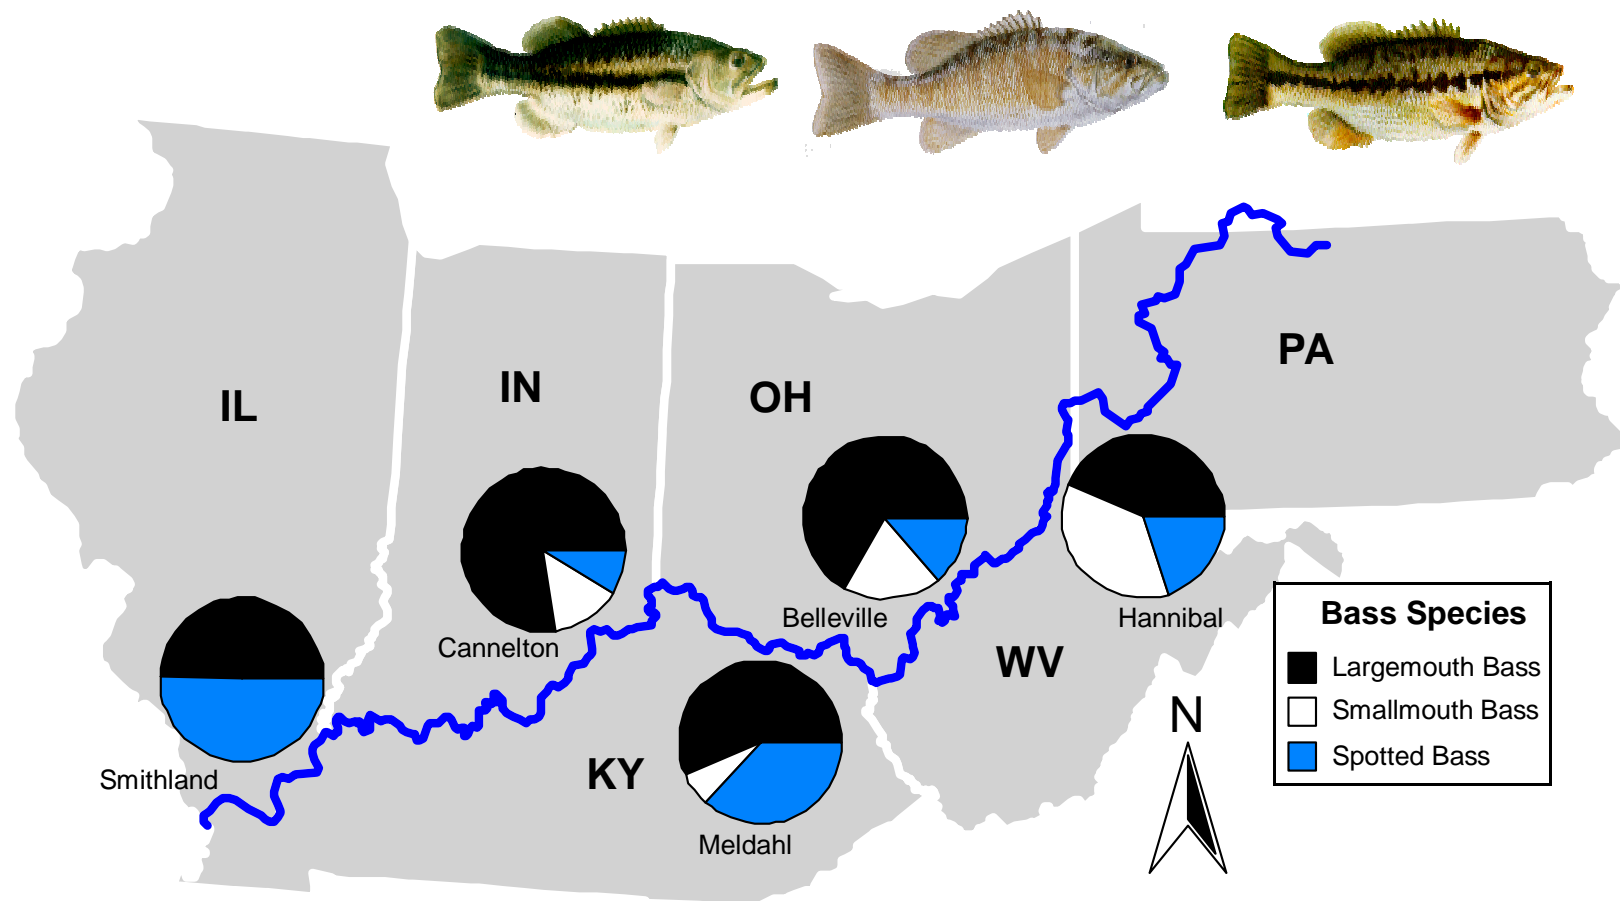 PA
IN
OH
IL
Belleville
Hannibal
Cannelton
WV
Smithland
KY
Meldahl
N
Bass Species
Largemouth Bass
Smallmouth Bass
Spotted Bass